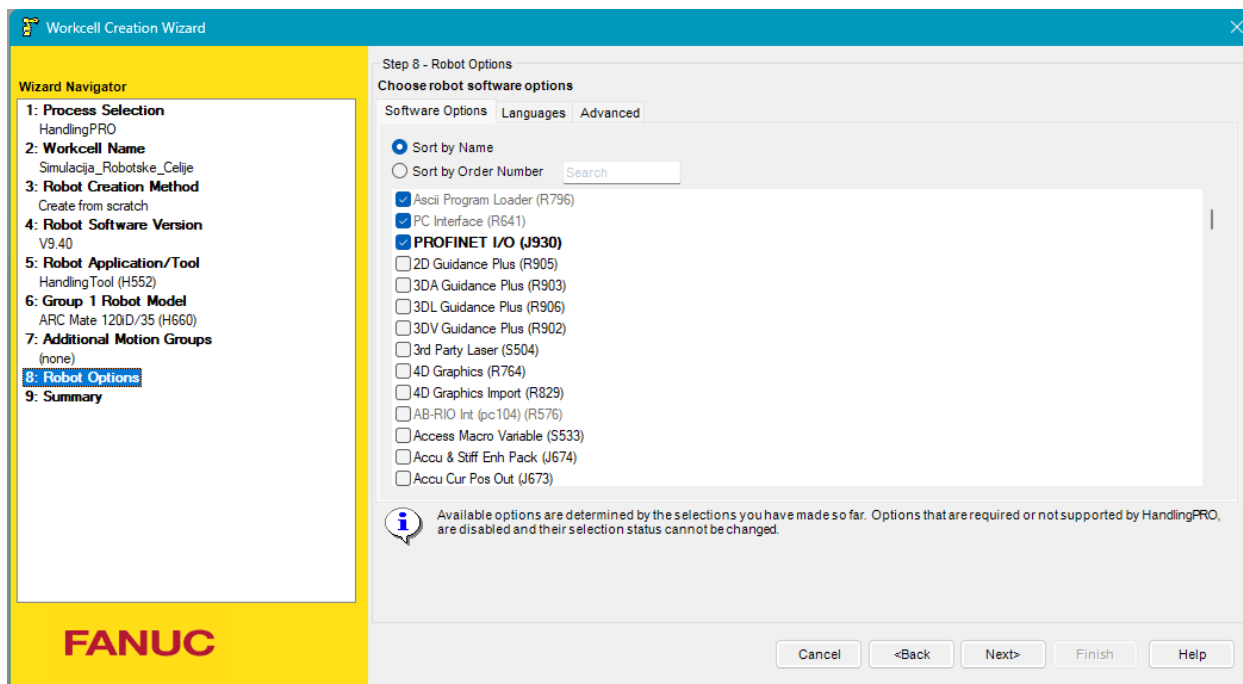 Workcell Creation Wizard
Wizard Navigator
1: Process Selection
HandlingPRO
2: Workcell Name
Simulacija_Robotske_Celije
3: Robot Creation Method
Create from scratch
4: Robot Software Version
V9.40
5: Robot Application/Tool
HandlingTool (H552)
6: Group 1 Robot Model
ARC Mate 120iD/35 (H660)
7: Additional Motion Groups
(none)
8: Robot Options
9: Summary
FANUC
Step 8 - Robot Options
Choose robot software options
Software Options Languages Advanced
Sort by Name
Sort by Order Number Search
Ascii Program Loader (R796)
PC Interface (R641)
PROFINET I/O (J930)
2D Guidance Plus (R905)
3DA Guidance Plus (R903)
3DL Guidance Plus (R906)
3DV Guidance Plus (R902)
3rd Party Laser (S504)
4D Graphics (R764)
4D Graphics Import (R829)
AB-RIO Int (pc104) (R576)
Access Macro Variable (S533)
Accu & Stiff Enh Pack (J674)
Accu Cur Pos Out (J673)
Available options are determined by the selections you have made so far. Options that are required or not supported by HandlingPRO,
are disabled and their selection status cannot be changed.
Cancel <Back Next> Finish Help